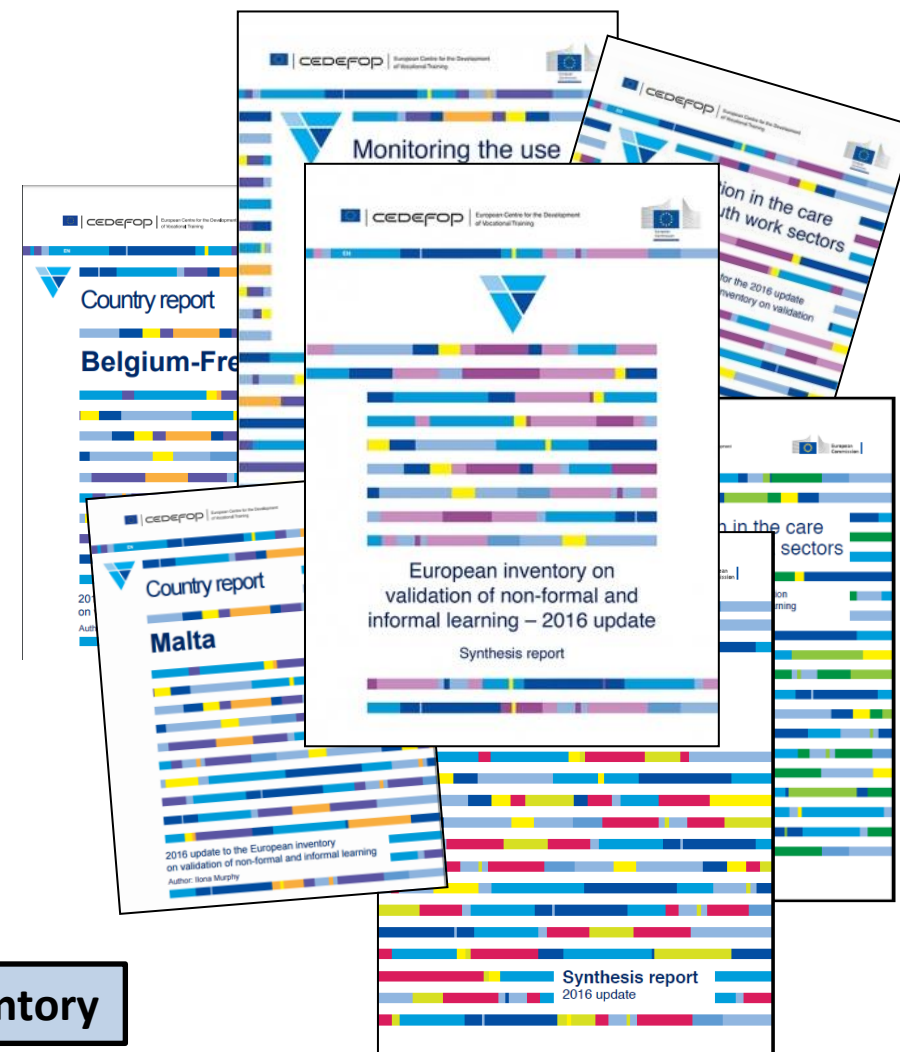 CEDEFOP
European Centre for the Development
of Vocational Training
Monitoring the use
CEDEFOP
European Centre for the Development
of Vocational Training
tion in the care
uth work sectors
for the 2016 update
inventory on validation
CEDEFOP
European Centre for the Development
of Vocational Training
EN
Country report
Belgium-Fre
201
on
Auth
CEDEFOP
European Centre for the Development
of Vocational Training
European
Commission
EN
European inventory on
validation of non-formal and
informal learning – 2016 update
Synthesis report
European
Commission
n in the care
sectors
CEDEFOP
European Centre for the Development
of Vocational Training
EN
Country report
Malta
2016 update to the European inventory
on validation of non-formal and informal learning
Author: Ilona Murphy
Synthesis report
2016 update
ntory